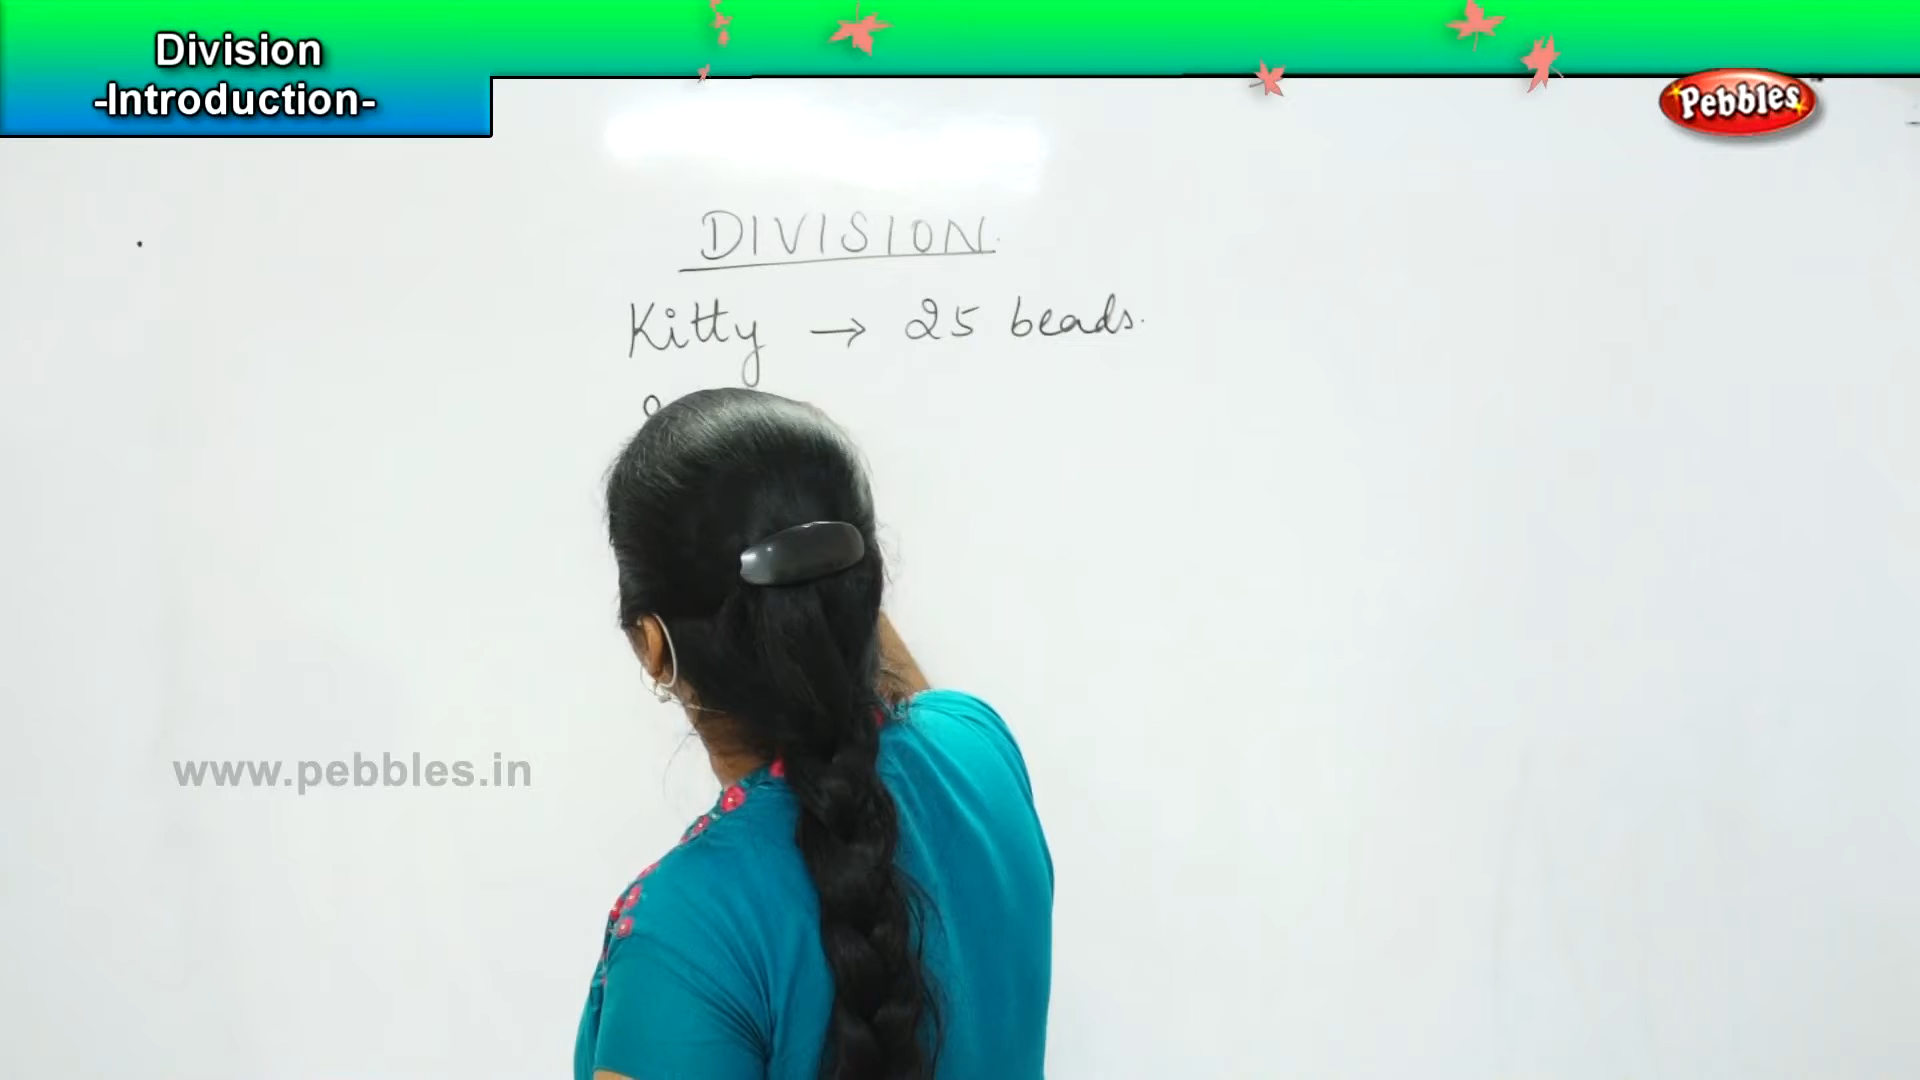 Division
-Introduction-
Pebbles
DIVISION.
Kitty → 25 beads.
www.pebbles.in